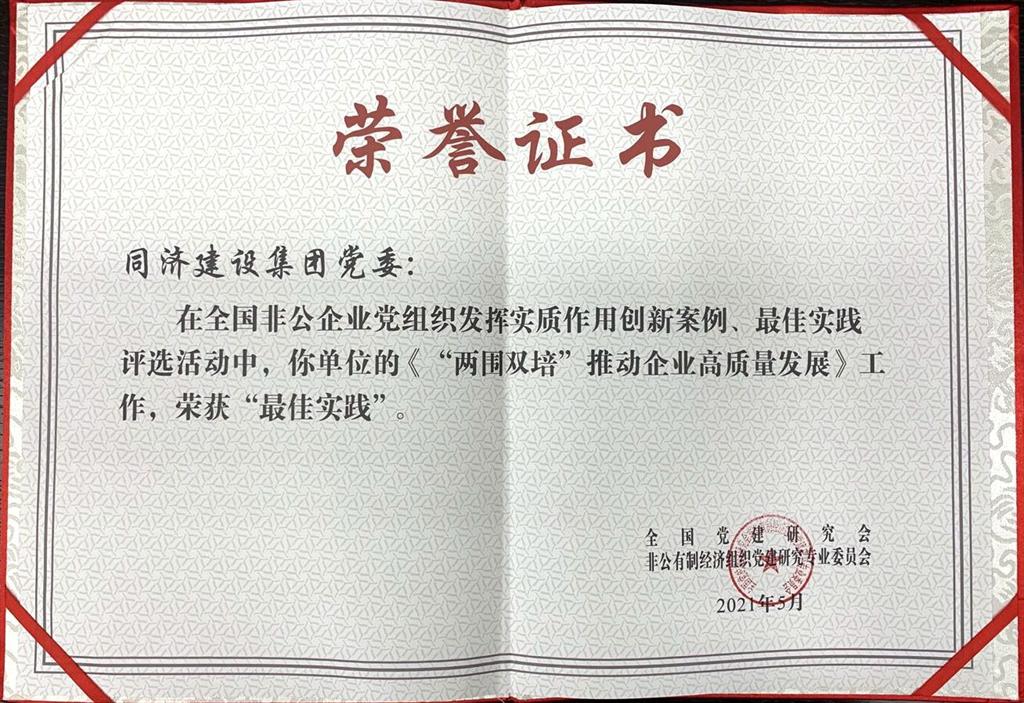 荣誉证书
同济建设集团党委：
在全国非公企业党组织发挥实质作用创新案例、最佳实践
评选活动中，你单位的《“两围双培”推动企业高质量发展》工
作，荣获“最佳实践”。
全国党建研究会
非公有制经济组织党建研究专业委员会
2021年5月